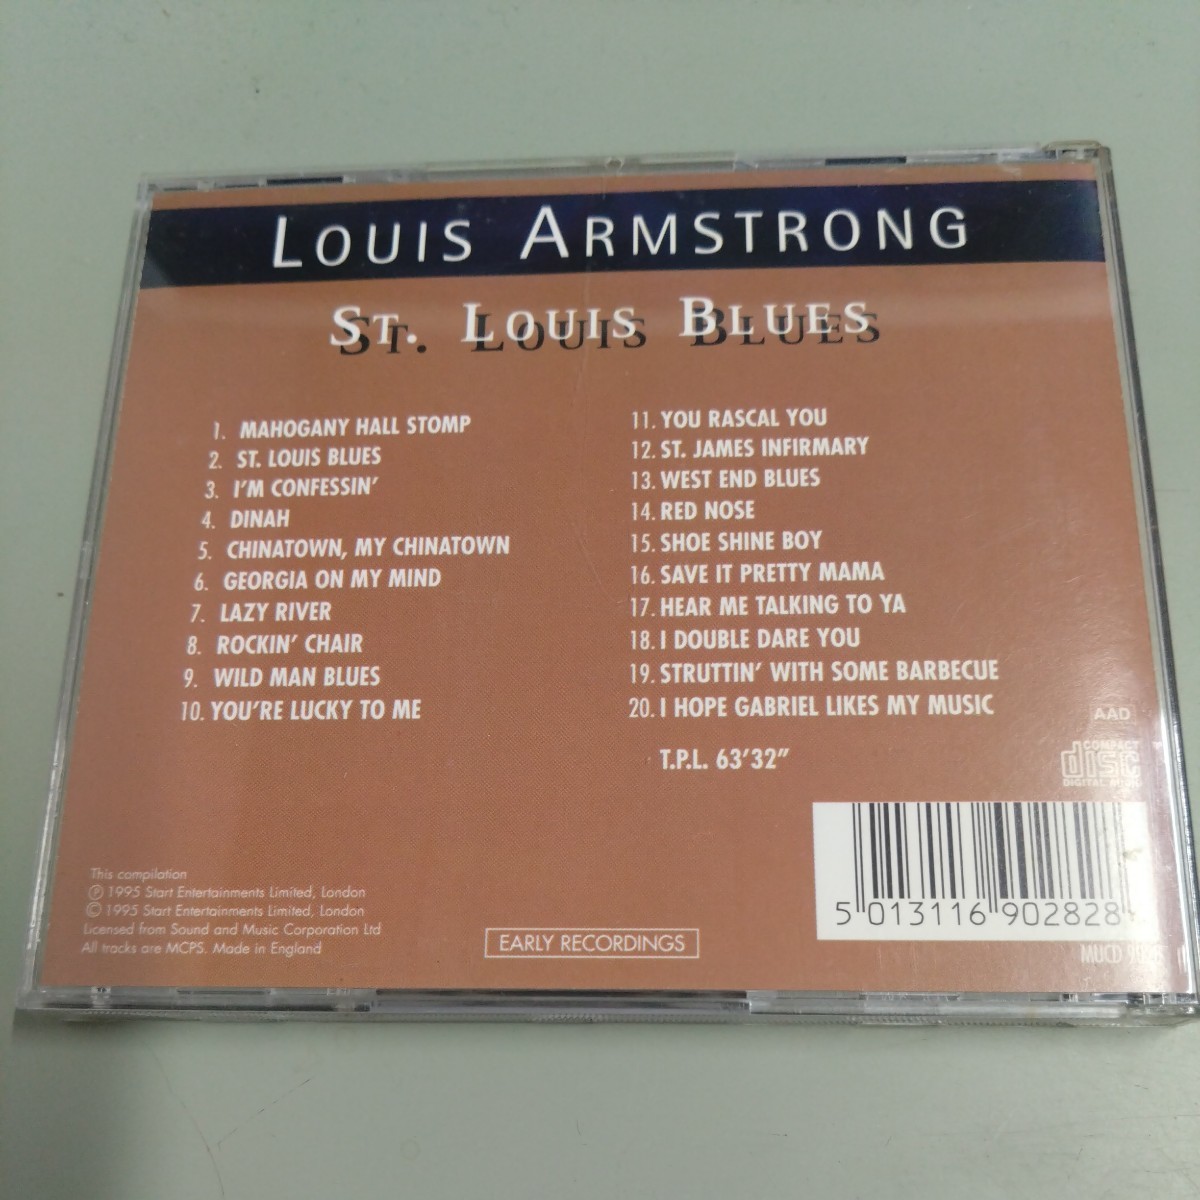 LOUIS ARMSTRONG
ST. LOUIS BLUES
1. MAHOGANY HALL STOMP
2. ST. LOUIS BLUES
3. I'M CONFESSIN'
4. DINAH
5. CHINATOWN, MY CHINATOWN
6. GEORGIA ON MY MIND
7. LAZY RIVER
8. ROCKIN' CHAIR
9. WILD MAN BLUES
10. YOU'RE LUCKY TO ME
11. YOU RASCAL YOU
12. ST. JAMES INFIRMARY
13. WEST END BLUES
14. RED NOSE
15. SHOE SHINE BOY
16. SAVE IT PRETTY MAMA
17. HEAR ME TALKING TO YA
18. I DOUBLE DARE YOU
19. STRUTTIN' WITH SOME BARBECUE
20. I HOPE GABRIEL LIKES MY MUSIC
T.P.L. 63'32"
AAD
COMPACT
disc
DIGITAL AUDIO
This compilation
Ⓟ 1995 Start Entertainments Limited, London
© 1995 Start Entertainments Limited, London
Licensed from Sound and Music Corporation Ltd
All tracks are MCPS. Made in England
EARLY RECORDINGS
5 013116 902828
MUCD